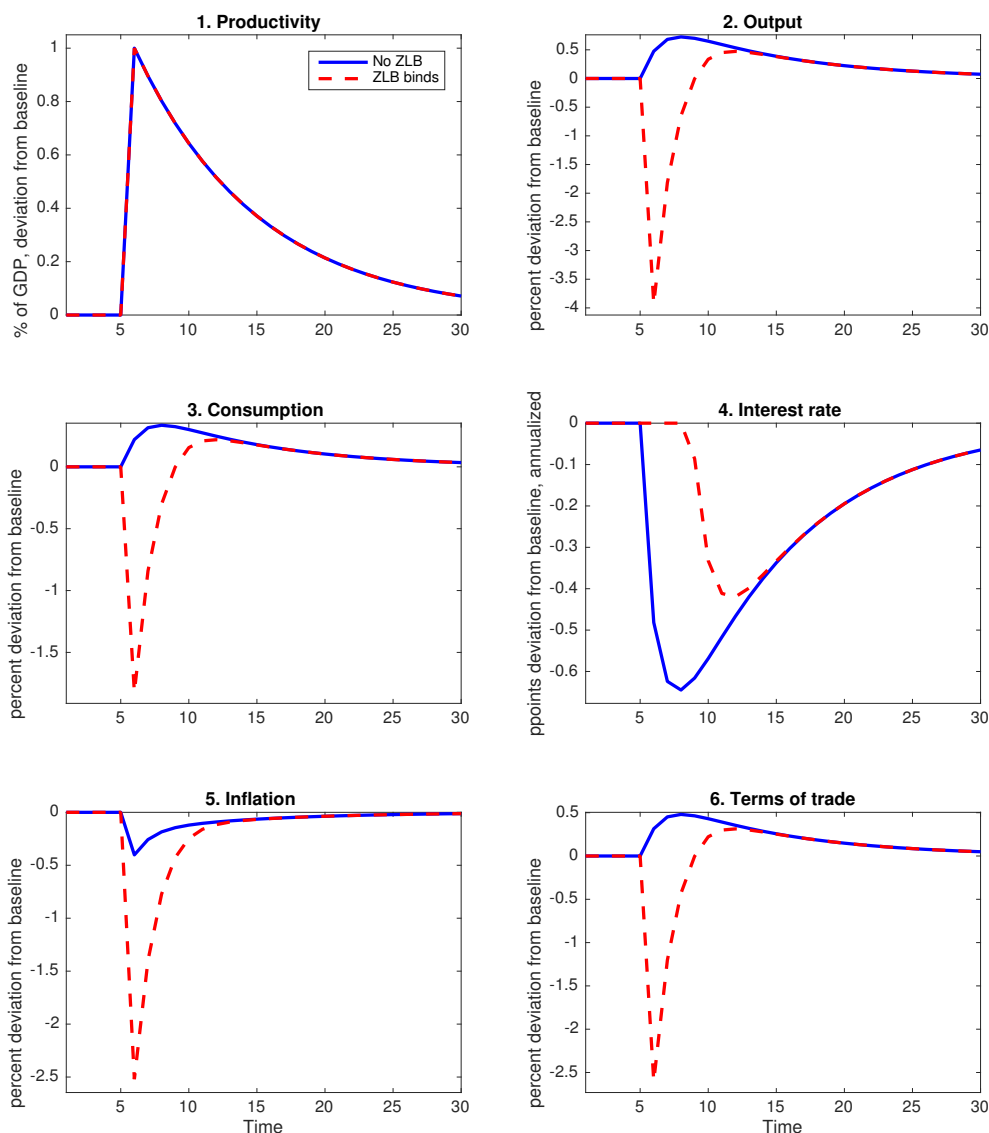 1. Productivity
% of GDP, deviation from baseline
1
0.8
0.6
0.4
0.2
0
5 10 15 20 25 30
No ZLB
ZLB binds
2. Output
percent deviation from baseline
0.5
0
-0.5
-1
-1.5
-2
-2.5
-3
-3.5
-4
5 10 15 20 25 30
3. Consumption
percent deviation from baseline
0
-0.5
-1
-1.5
5 10 15 20 25 30
4. Interest rate
ppoints deviation from baseline, annualized
0
-0.1
-0.2
-0.3
-0.4
-0.5
-0.6
5 10 15 20 25 30
5. Inflation
percent deviation from baseline
0
-0.5
-1
-1.5
-2
-2.5
5 10 15 20 25 30
Time
6. Terms of trade
percent deviation from baseline
0.5
0
-0.5
-1
-1.5
-2
-2.5
5 10 15 20 25 30
Time